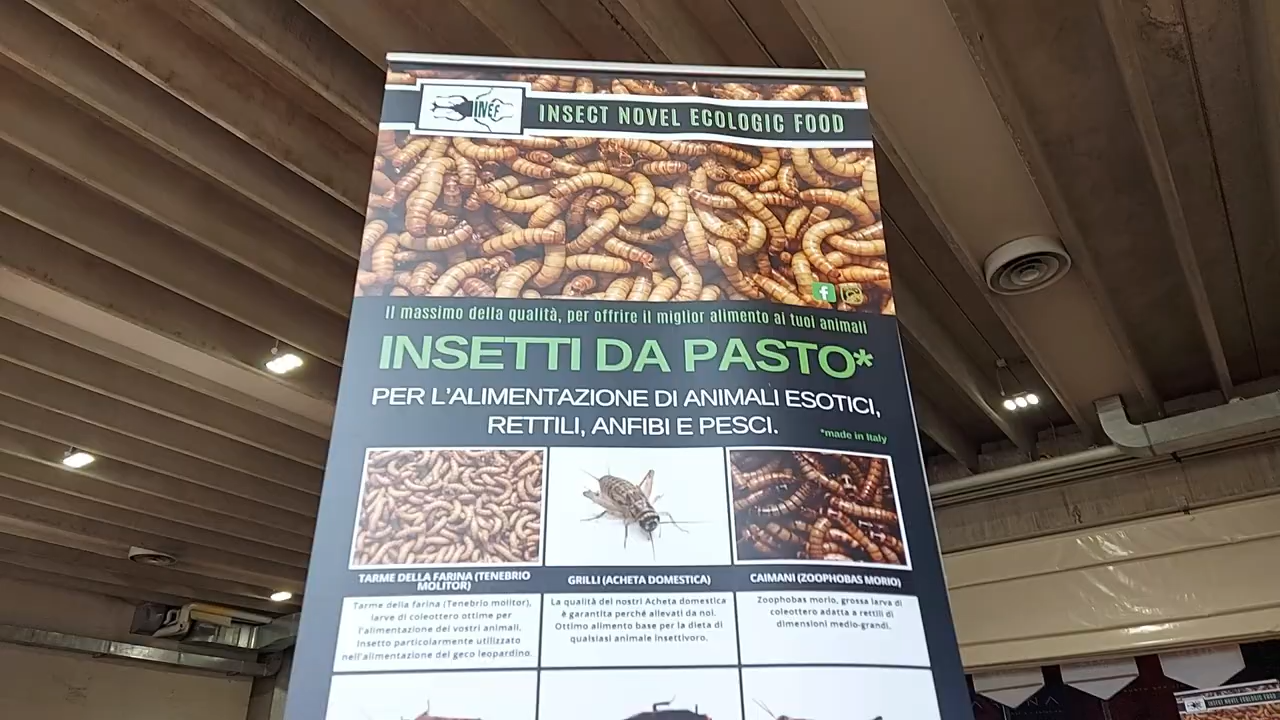 INEF
INSECT NOVEL ECOLOGIC FOOD
Il massimo della qualità, per offrire il miglior alimento ai tuoi animali
INSETTI DA PASTO*
PER L'ALIMENTAZIONE DI ANIMALI ESOTICI,
RETTILI, ANFIBI E PESCI.
*made in Italy
TARME DELLA FARINA (TENEBRIO
MOLITOR)
Tarme della farina (Tenebrio molitor),
larve di coleottero ottime per
l'alimentazione dei vostri animali.
Insetto particolarmente utilizzato
nell'alimentazione del geco leopardino.
GRILLI (ACHETA DOMESTICA)
La qualità dei nostri Acheta domestica
è garantita perché allevati da noi.
Ottimo alimento base per la dieta di
qualsiasi animale insettivoro.
CAIMANI (ZOOPHOBAS MORIO)
Zoophobas morio, grossa larva di
coleottero adatta a rettili di
dimensioni medio-grandi.
INSECT NOVEL ECOLOGIC FOOD